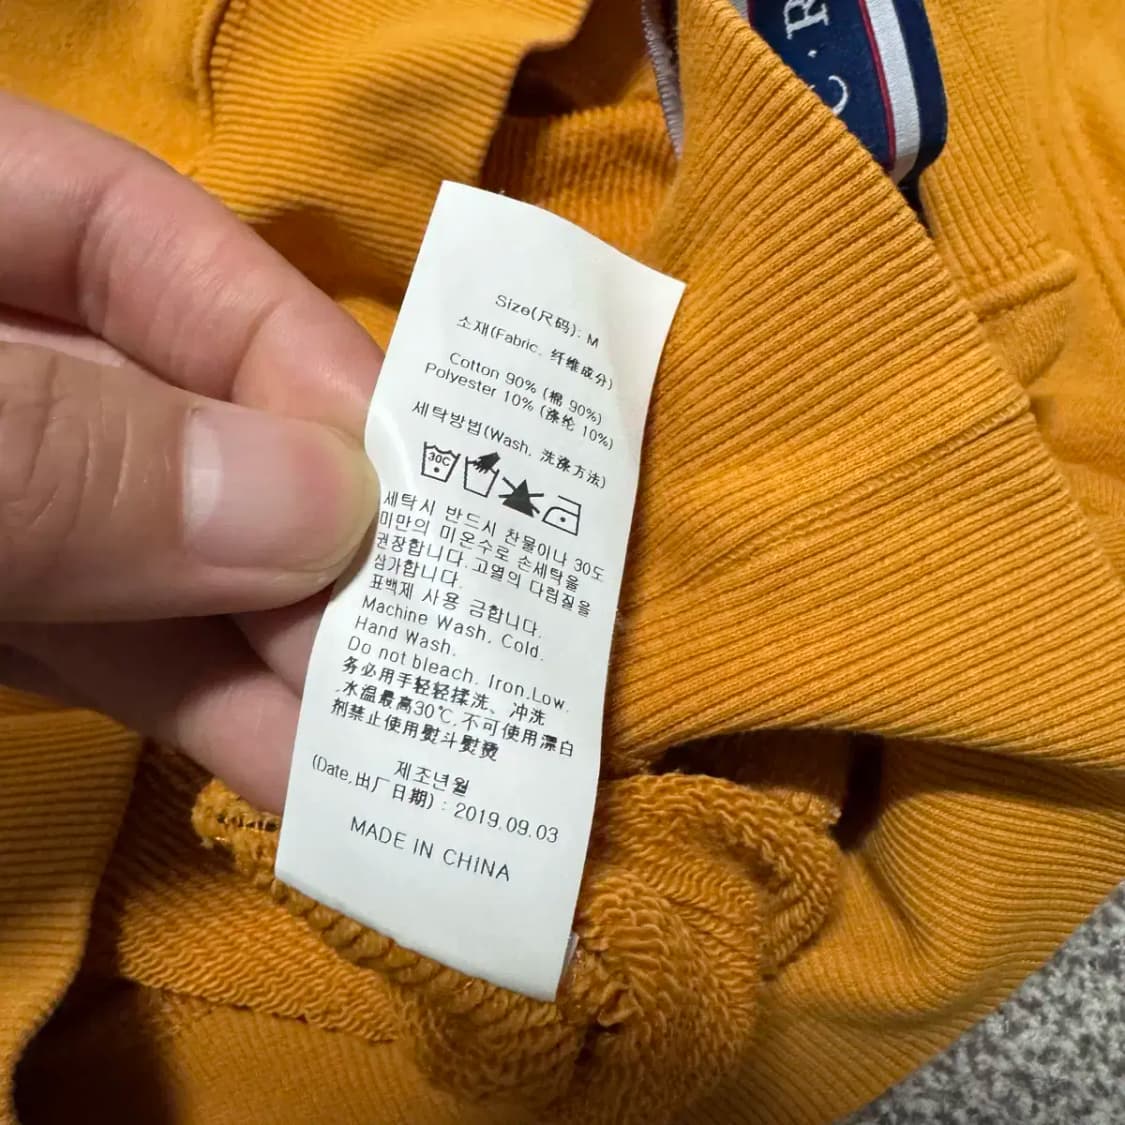 C. R
Size(尺码): M
소재(Fabric, 纤维成分)
Cotton 90% (棉 90%)
Polyester 10% (涤纶 10%)
세탁방법(Wash, 洗涤方法)
30C
세탁시 반드시 찬물이나 30도
미만의 미온수로 손세탁을
권장합니다.고열의 다림질을
삼가합니다.
표백제 사용 금합니다.
Machine Wash, Cold.
Hand Wash.
Do not bleach. Iron,Low.
务必用手轻轻揉洗、冲洗
水温最高30℃,不可使用漂白
剂禁止使用熨斗熨烫
제조년월
(Date,出厂日期) : 2019.09.03
MADE IN CHINA